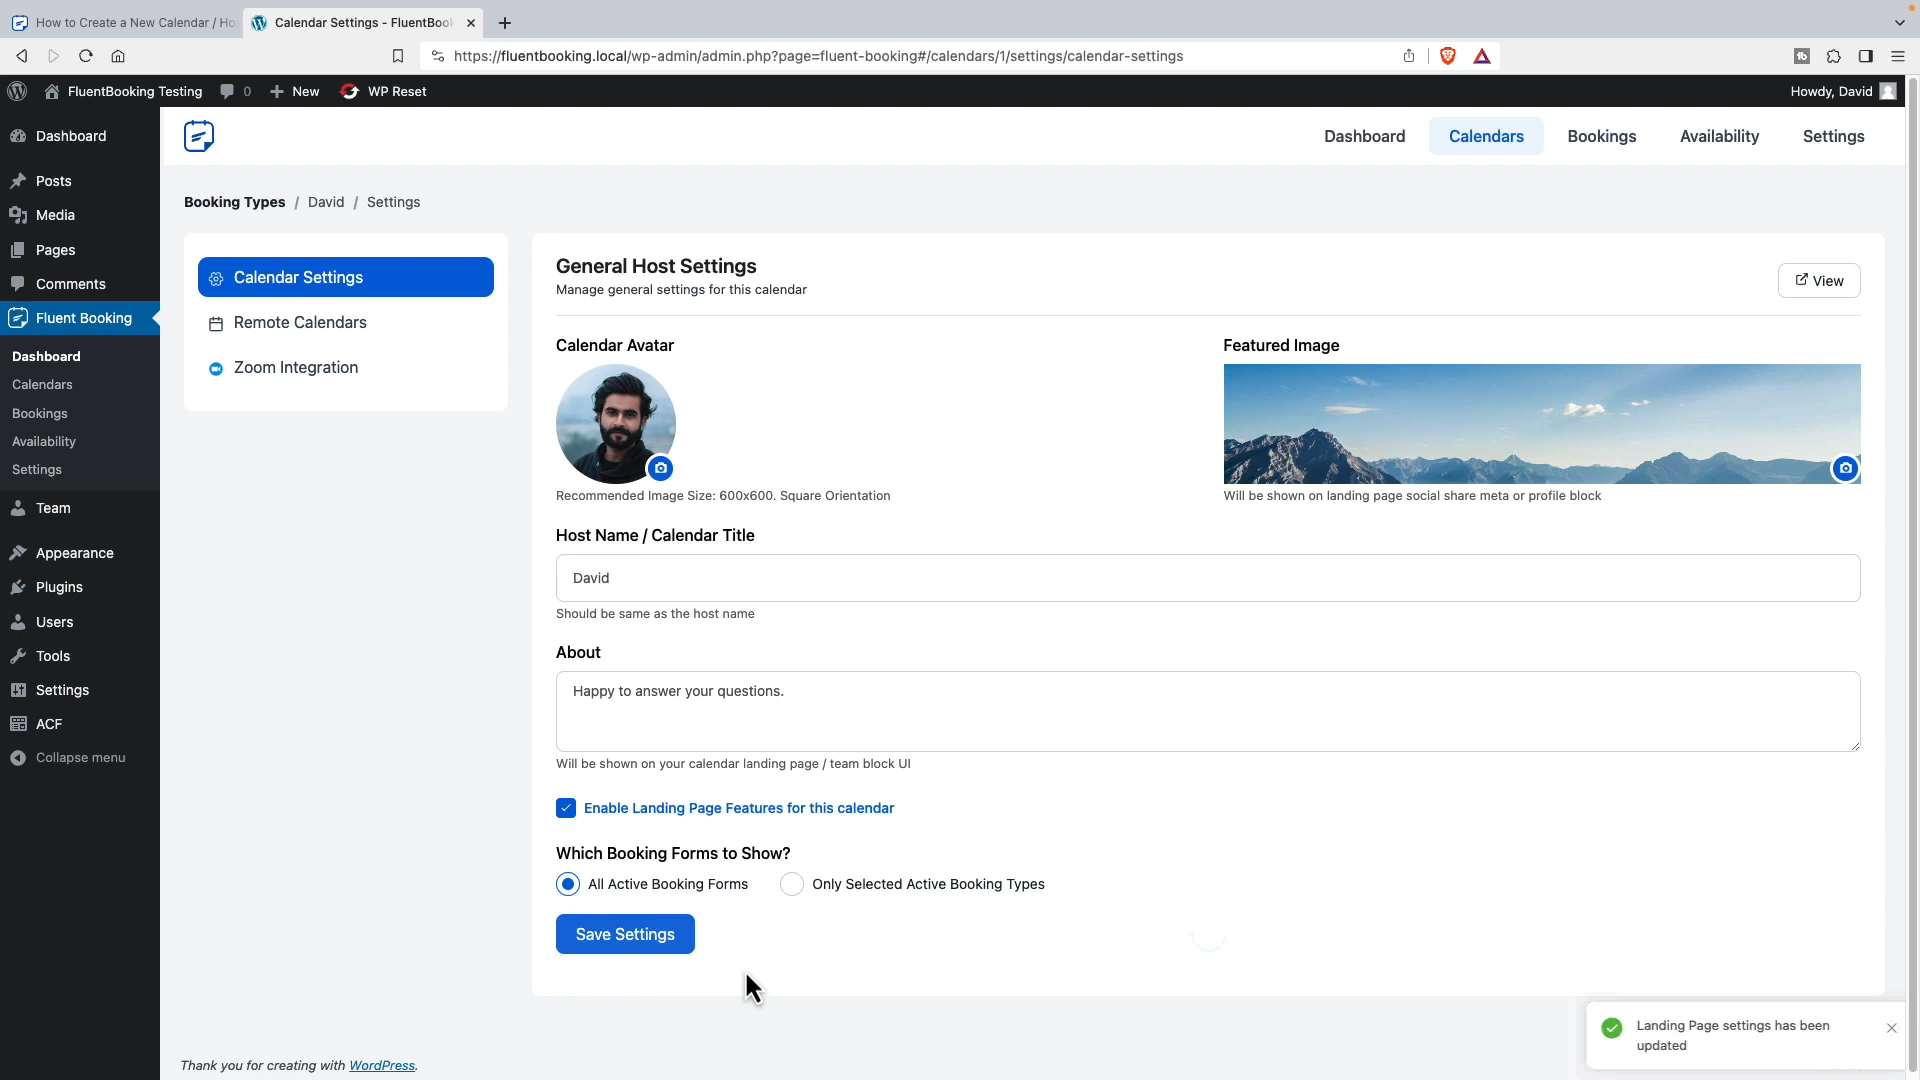 How to Create a New Calendar / Ho
Calendar Settings - FluentBook
https://fluentbooking.local/wp-admin/admin.php?page=fluent-booking#/calendars/1/settings/calendar-settings
FluentBooking Testing
0
New
WP Reset
Howdy, David
Dashboard
Posts
Media
Pages
Comments
Fluent Booking
Dashboard
Calendars
Bookings
Availability
Settings
Team
Appearance
Plugins
Users
Tools
Settings
ACF
Collapse menu
Dashboard
Calendars
Bookings
Availability
Settings
Booking Types / David / Settings
Calendar Settings
Remote Calendars
Zoom Integration
General Host Settings
Manage general settings for this calendar
View
Calendar Avatar
Recommended Image Size: 600x600. Square Orientation
Featured Image
Will be shown on landing page social share meta or profile block
Host Name / Calendar Title
David
Should be same as the host name
About
Happy to answer your questions.
Will be shown on your calendar landing page / team block UI
Enable Landing Page Features for this calendar
Which Booking Forms to Show?
All Active Booking Forms
Only Selected Active Booking Types
Save Settings
Landing Page settings has been
updated
Thank you for creating with WordPress.